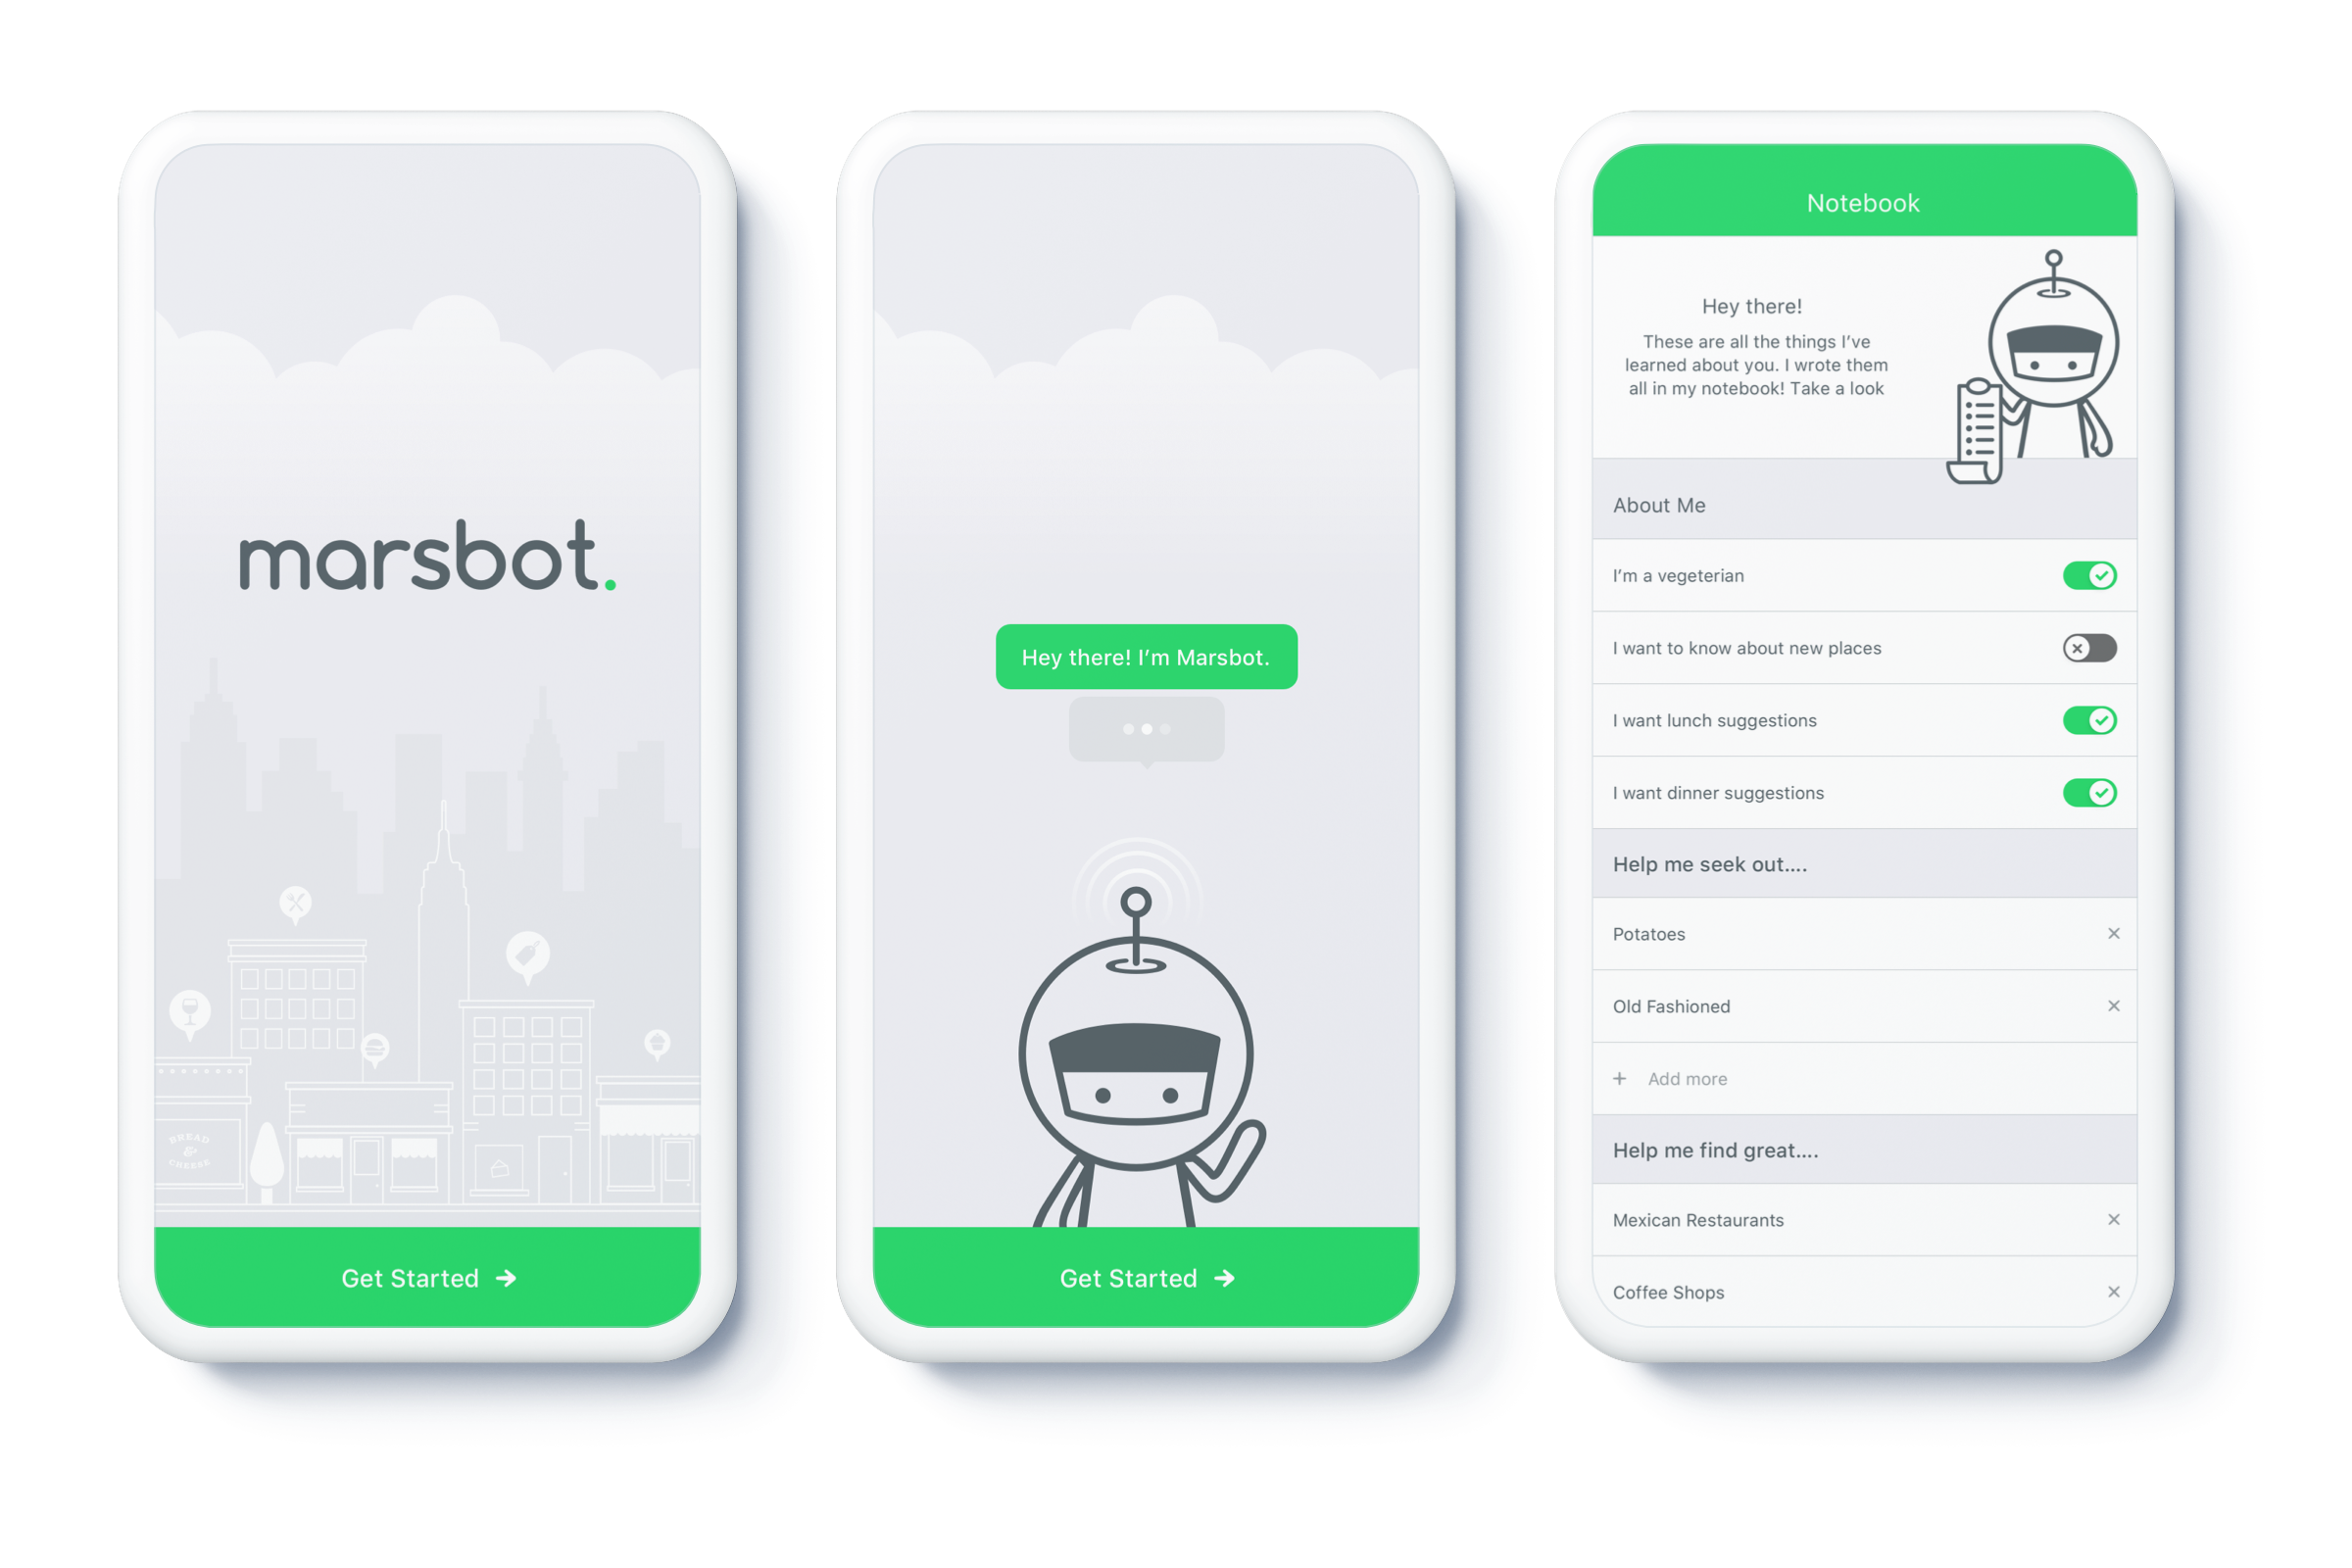 marsbot.
BREAD
&
CHEESE
Get Started →
Hey there! I’m Marsbot.
Get Started →
Notebook
Hey there!
These are all the things I’ve
learned about you. I wrote them
all in my notebook! Take a look
About Me
I’m a vegeterian
I want to know about new places
I want lunch suggestions
I want dinner suggestions
Help me seek out....
Potatoes
Old Fashioned
+ Add more
Help me find great....
Mexican Restaurants
Coffee Shops